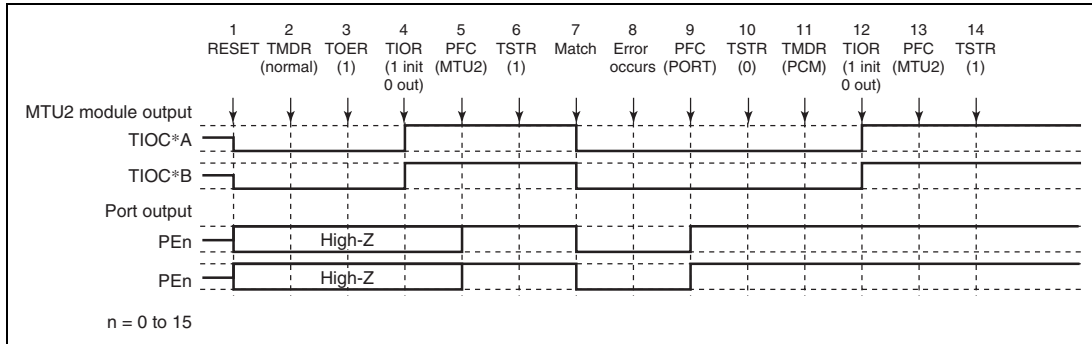 1 2 3 4 5 6 7 8 9 10 11 12 13 14
RESET TMDR TOER TIOR PFC TSTR Match Error PFC TSTR TMDR TIOR PFC TSTR
(normal) (1) (1 init (MTU2) (1) occurs (PORT) (0) (PCM) (1 init (MTU2) (1)
0 out) 0 out)
MTU2 module output
TIOC*A
TIOC*B
Port output
PEn High-Z
PEn High-Z
n = 0 to 15